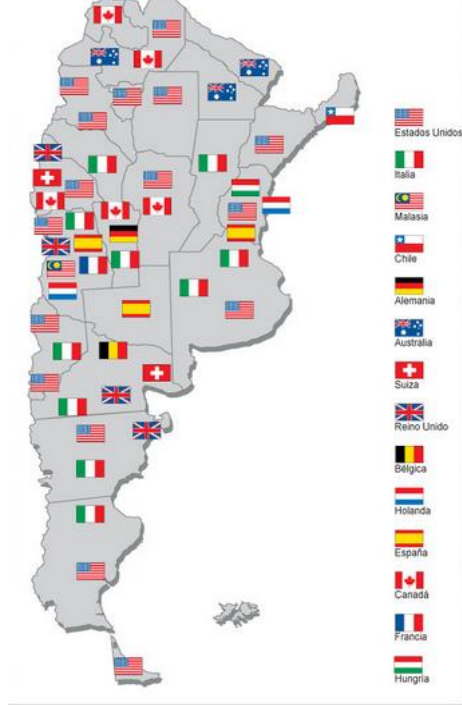 Estados Unidos
Italia
Malasia
Chile
Alemania
Australia
Suiza
Reino Unido
Bélgica
Holanda
España
Canadá
Francia
Hungría